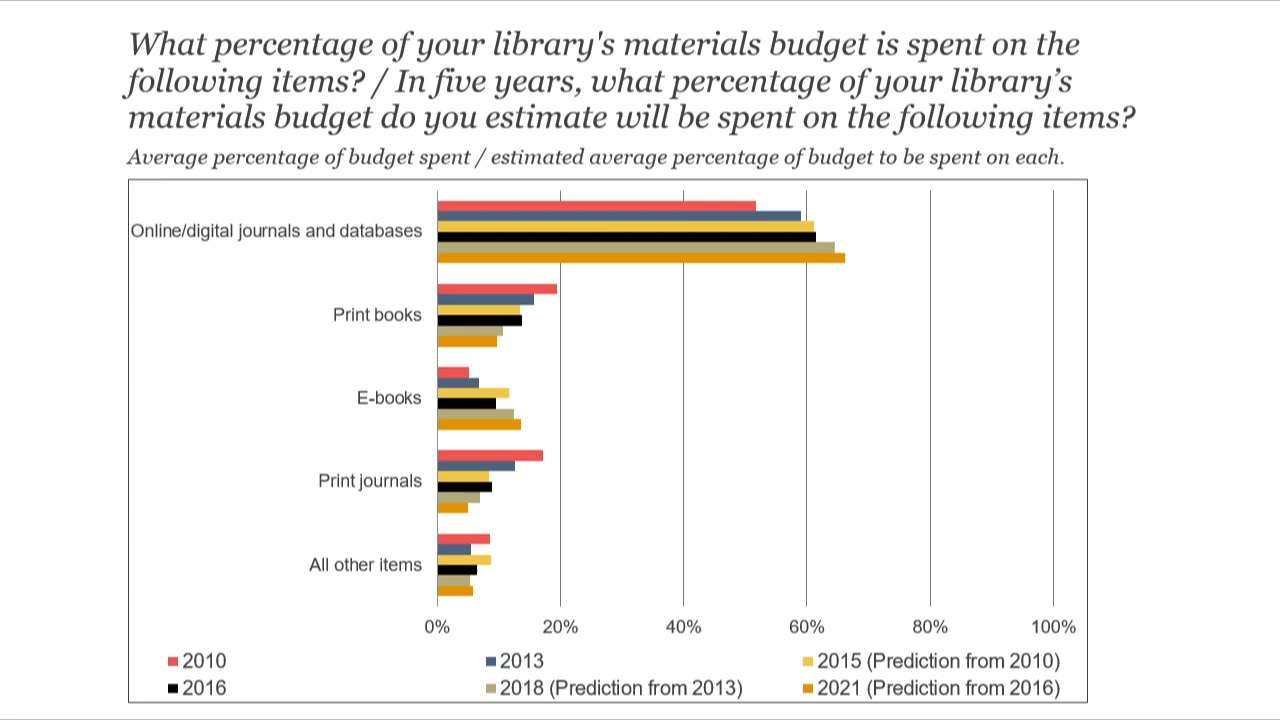 What percentage of your library's materials budget is spent on the
following items? / In five years, what percentage of your library’s
materials budget do you estimate will be spent on the following items?
Average percentage of budget spent / estimated average percentage of budget to be spent on each.
Online/digital journals and databases
Print books
E-books
Print journals
All other items
0% 20% 40% 60% 80% 100%
2010 2013 2015 (Prediction from 2010)
2016 2018 (Prediction from 2013) 2021 (Prediction from 2016)